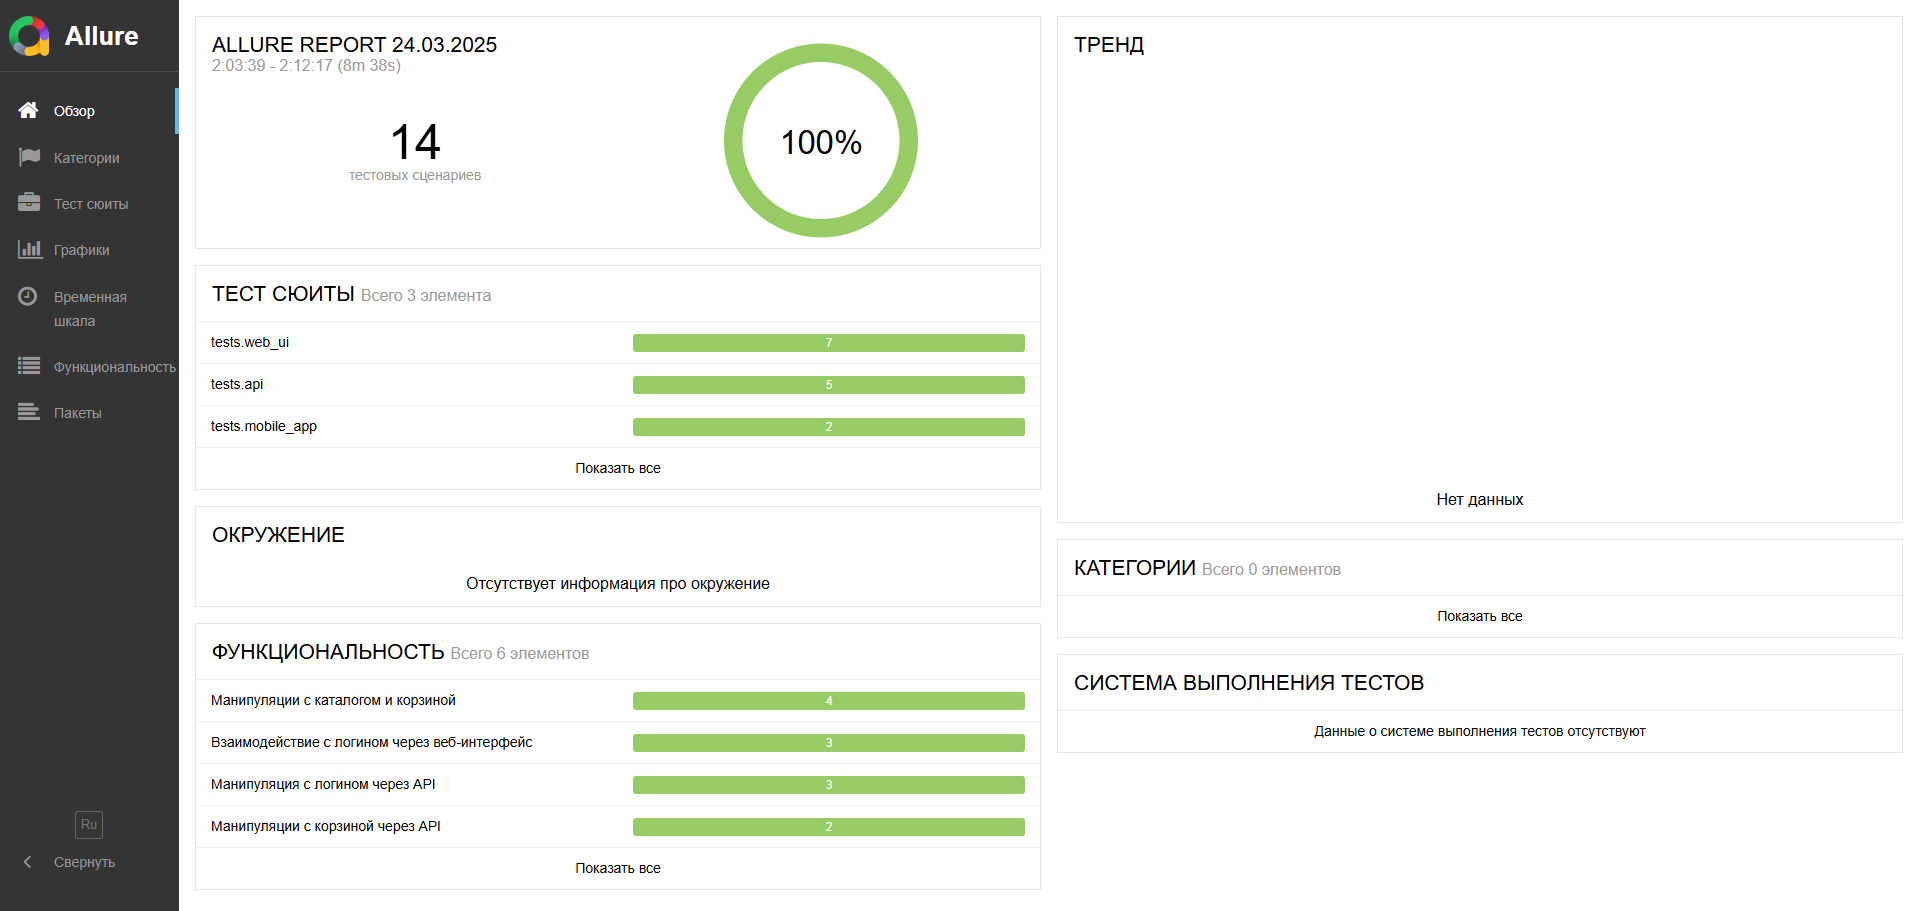 Allure
Обзор
Категории
Тест сюиты
Графики
Временная
шкала
Функциональность
Пакеты
Ru
Свернуть
ALLURE REPORT 24.03.2025
2:03:39 - 2:12:17 (8m 38s)
14
тестовых сценариев
100%
ТЕСТ СЮИТЫ Всего 3 элемента
tests.web_ui 7
tests.api 5
tests.mobile_app 2
Показать все
ОКРУЖЕНИЕ
Отсутствует информация про окружение
ФУНКЦИОНАЛЬНОСТЬ Всего 6 элементов
Манипуляции с каталогом и корзиной 4
Взаимодействие с логином через веб-интерфейс 3
Манипуляция с логином через API 3
Манипуляции с корзиной через API 2
Показать все
ТРЕНД
Нет данных
КАТЕГОРИИ Всего 0 элементов
Показать все
СИСТЕМА ВЫПОЛНЕНИЯ ТЕСТОВ
Данные о системе выполнения тестов отсутствуют